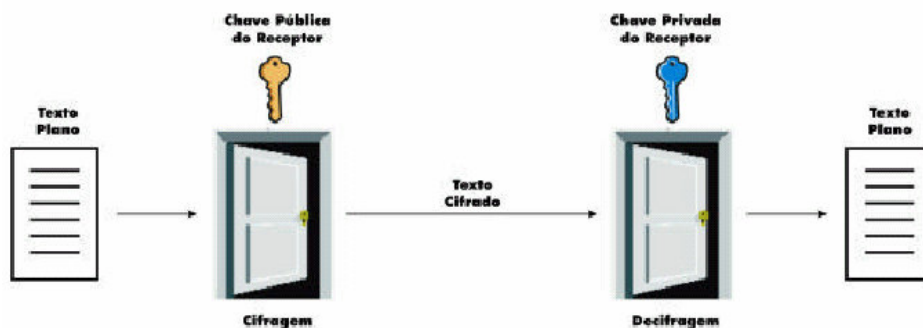 Chave Pública
do Receptor
Chave Privada
do Receptor
Texto
Plano
Texto
Cifrado
Texto
Plano
Cifragem
Decifragem